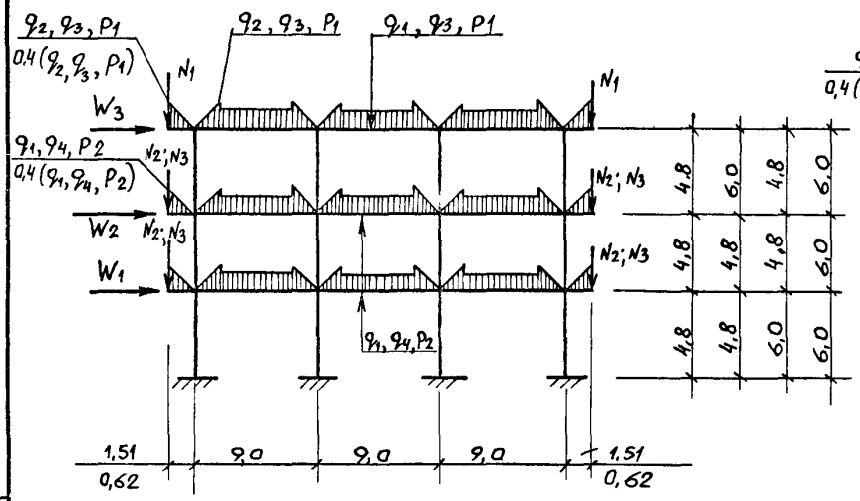 q2, q3, P1
0,4 (q2, q3, P1)
q2, q3, P1
q1, q3, P1
N1
N1
W3
q
0,4 (
q1, q4, P2
0,4 (q1, q4, P2)
N2; N3
N2; N3
W2
N2; N3
N2; N3
W1
q1, q4, P2
4,8
6,0
4,8
6,0
4,8
4,8
4,8
6,0
4,8
4,8
6,0
6,0
1,51
0,62
9,0
9,0
9,0
1,51
0,62